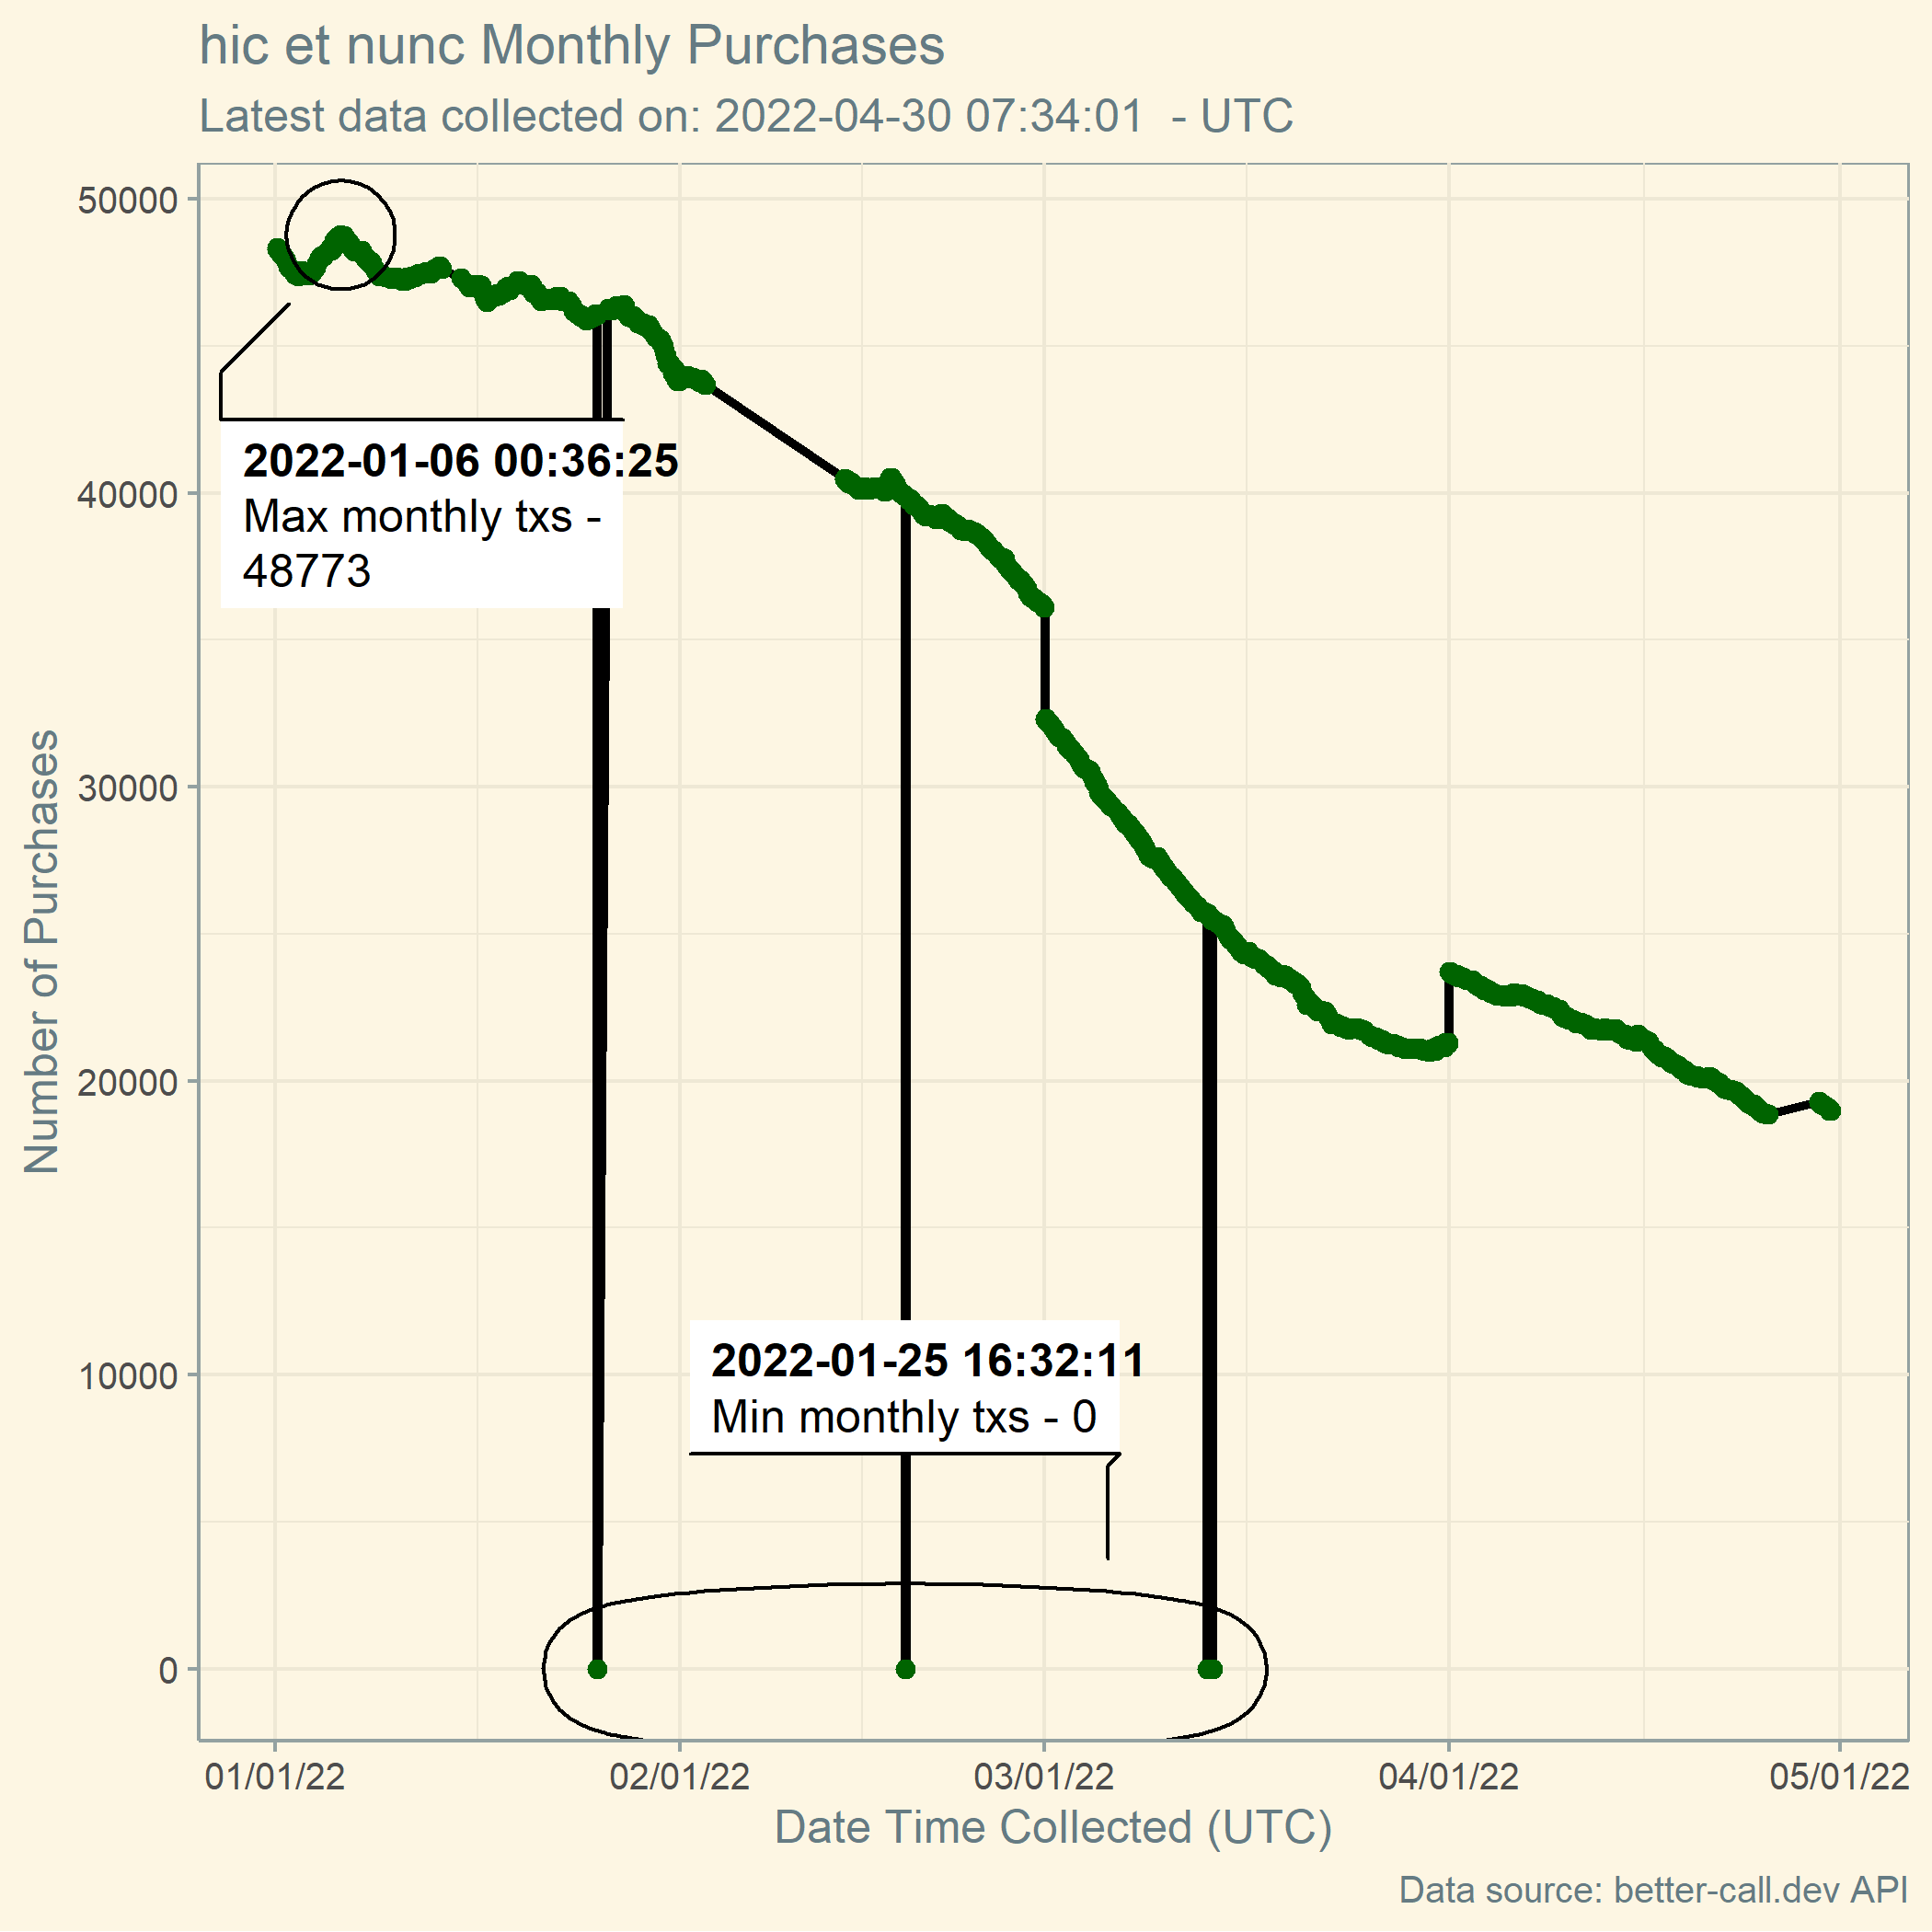 hic et nunc Monthly Purchases
Latest data collected on: 2022-04-30 07:34:01  - UTC
50000
40000
30000
20000
10000
0
Number of Purchases
2022-01-06 00:36:25
Max monthly txs -
48773
2022-01-25 16:32:11
Min monthly txs - 0
01/01/22
02/01/22
03/01/22
04/01/22
05/01/22
Date Time Collected (UTC)
Data source: better-call.dev API